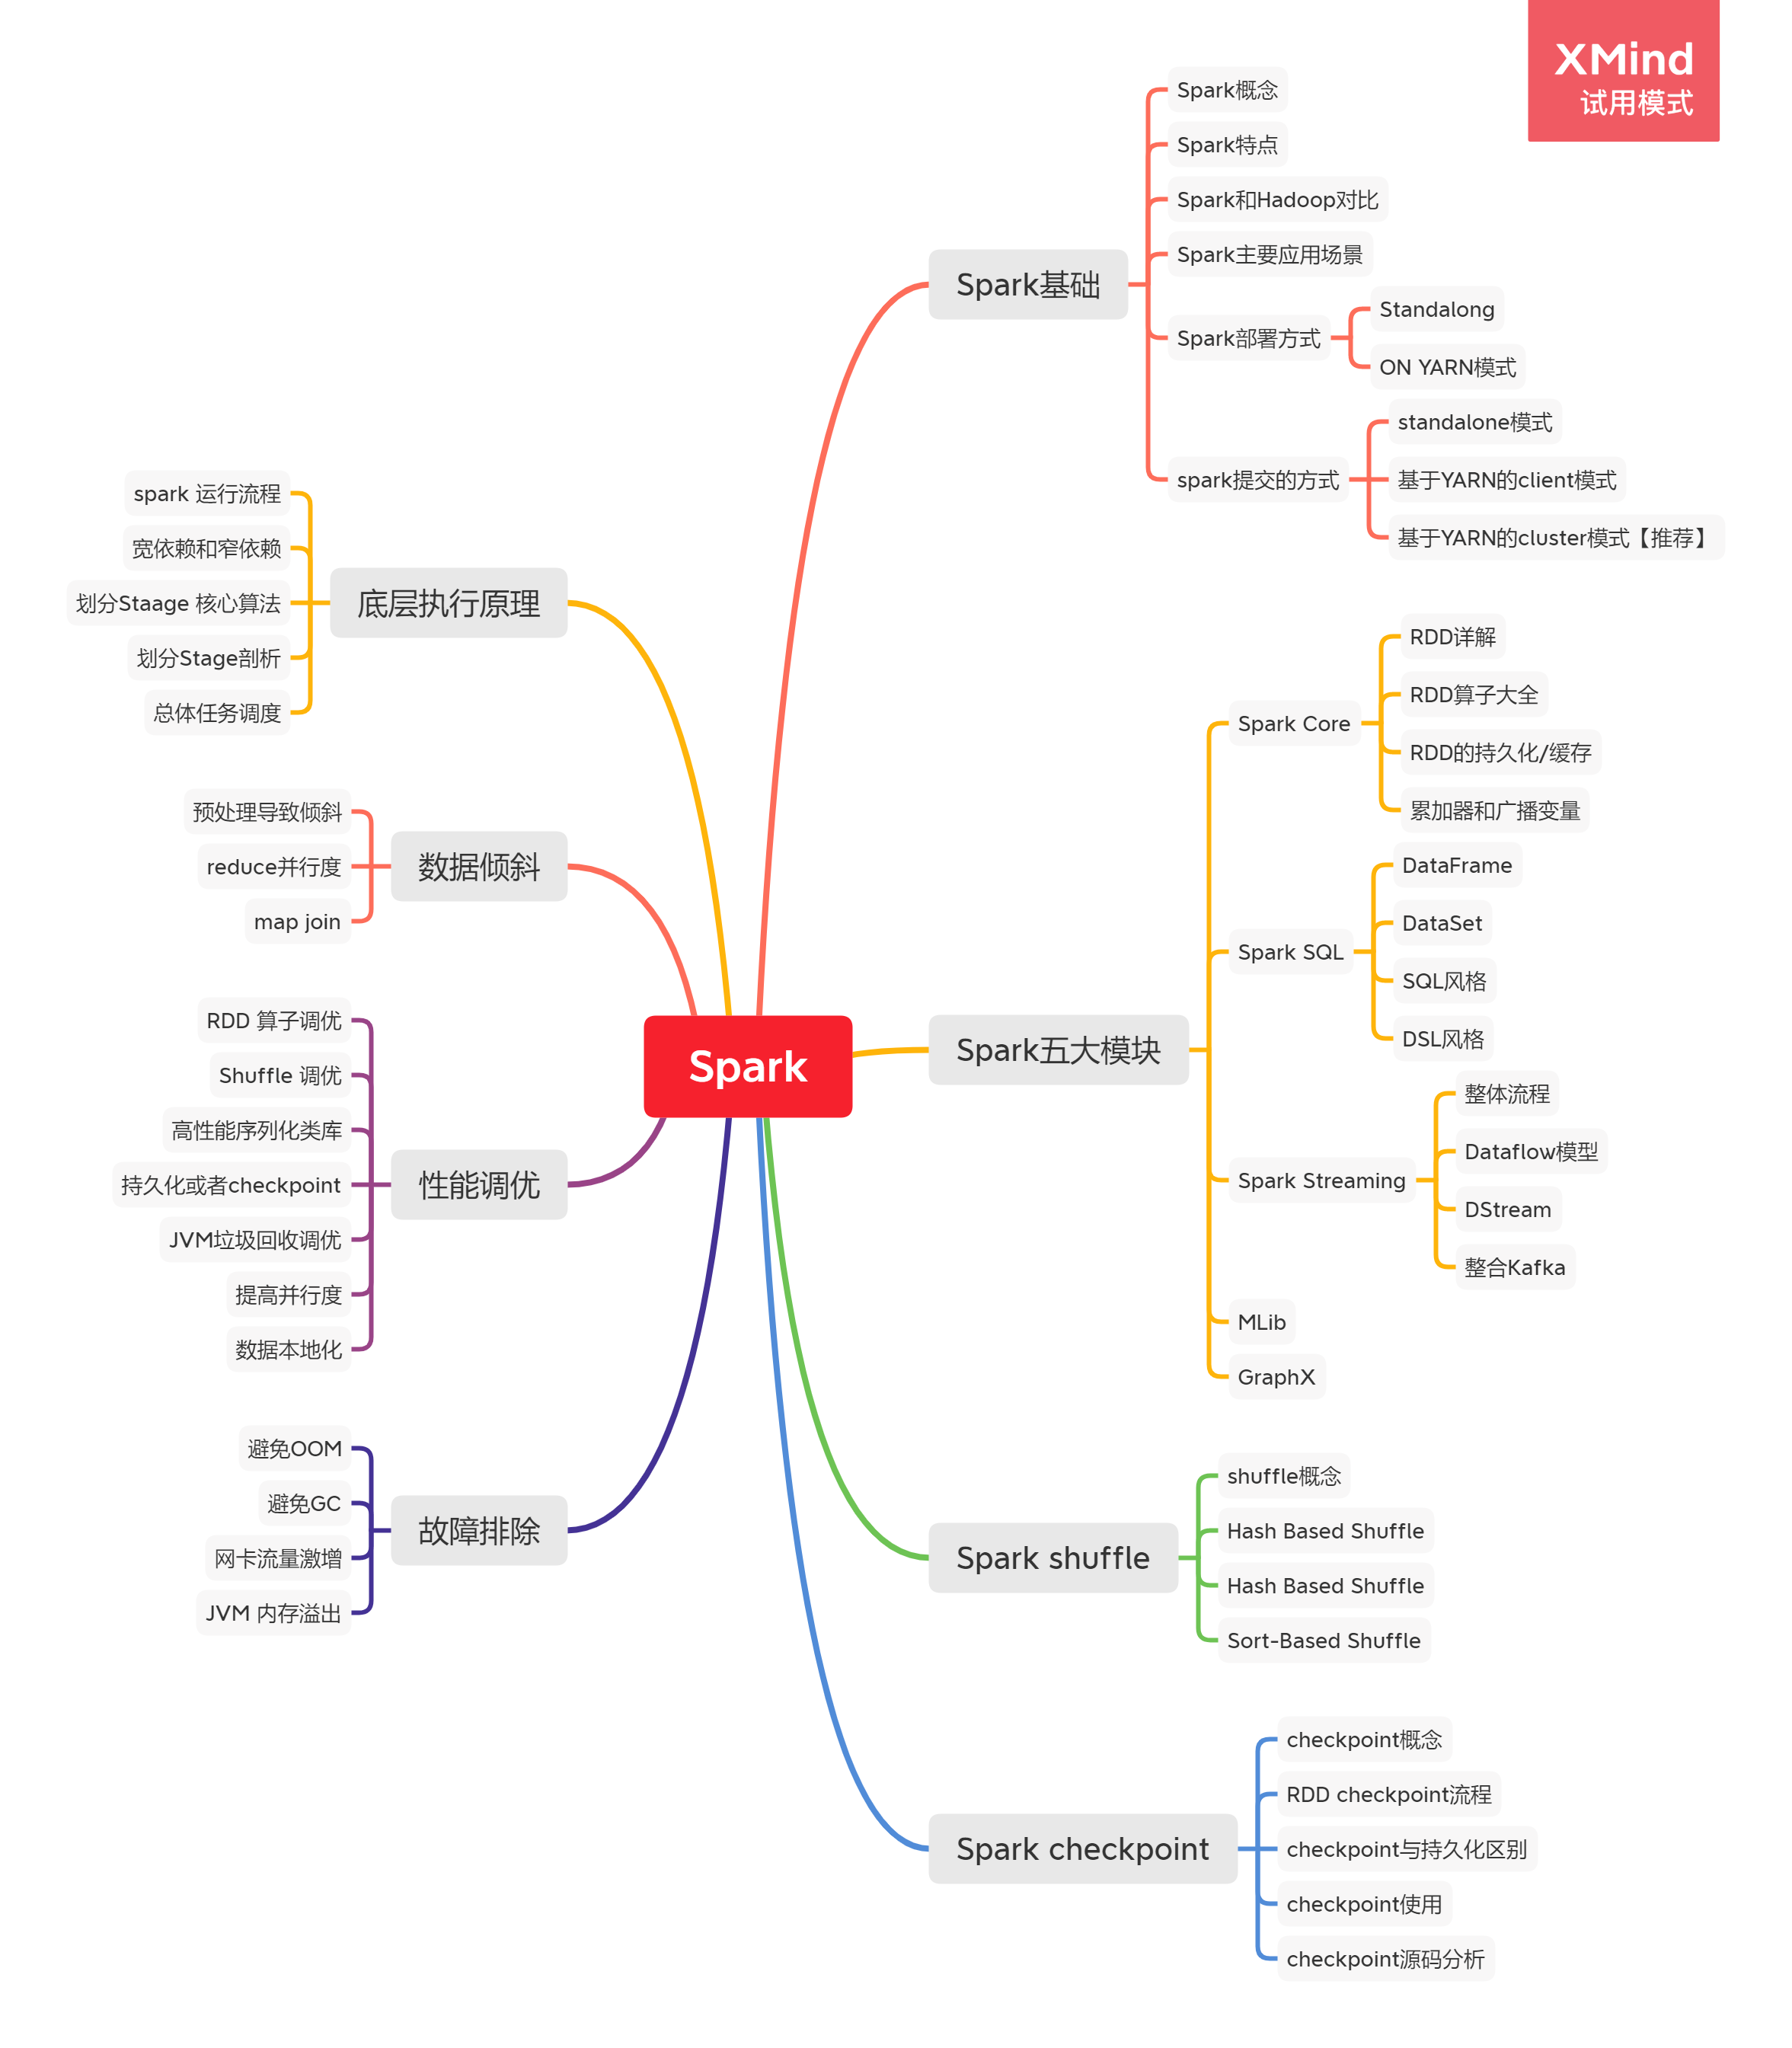 XMind
试用模式
Spark
Spark基础
Spark概念
Spark特点
Spark和Hadoop对比
Spark主要应用场景
Spark部署方式
Standalong
ON YARN模式
spark提交的方式
standalone模式
基于YARN的client模式
基于YARN的cluster模式【推荐】
Spark五大模块
Spark Core
RDD详解
RDD算子大全
RDD的持久化/缓存
累加器和广播变量
Spark SQL
DataFrame
DataSet
SQL风格
DSL风格
Spark Streaming
整体流程
Dataflow模型
DStream
整合Kafka
MLib
GraphX
Spark shuffle
shuffle概念
Hash Based Shuffle
Hash Based Shuffle
Sort-Based Shuffle
Spark checkpoint
checkpoint概念
RDD checkpoint流程
checkpoint与持久化区别
checkpoint使用
checkpoint源码分析
底层执行原理
spark 运行流程
宽依赖和窄依赖
划分Staage 核心算法
划分Stage剖析
总体任务调度
数据倾斜
预处理导致倾斜
reduce并行度
map join
性能调优
RDD 算子调优
Shuffle 调优
高性能序列化类库
持久化或者checkpoint
JVM垃圾回收调优
提高并行度
数据本地化
故障排除
避免OOM
避免GC
网卡流量激增
JVM 内存溢出